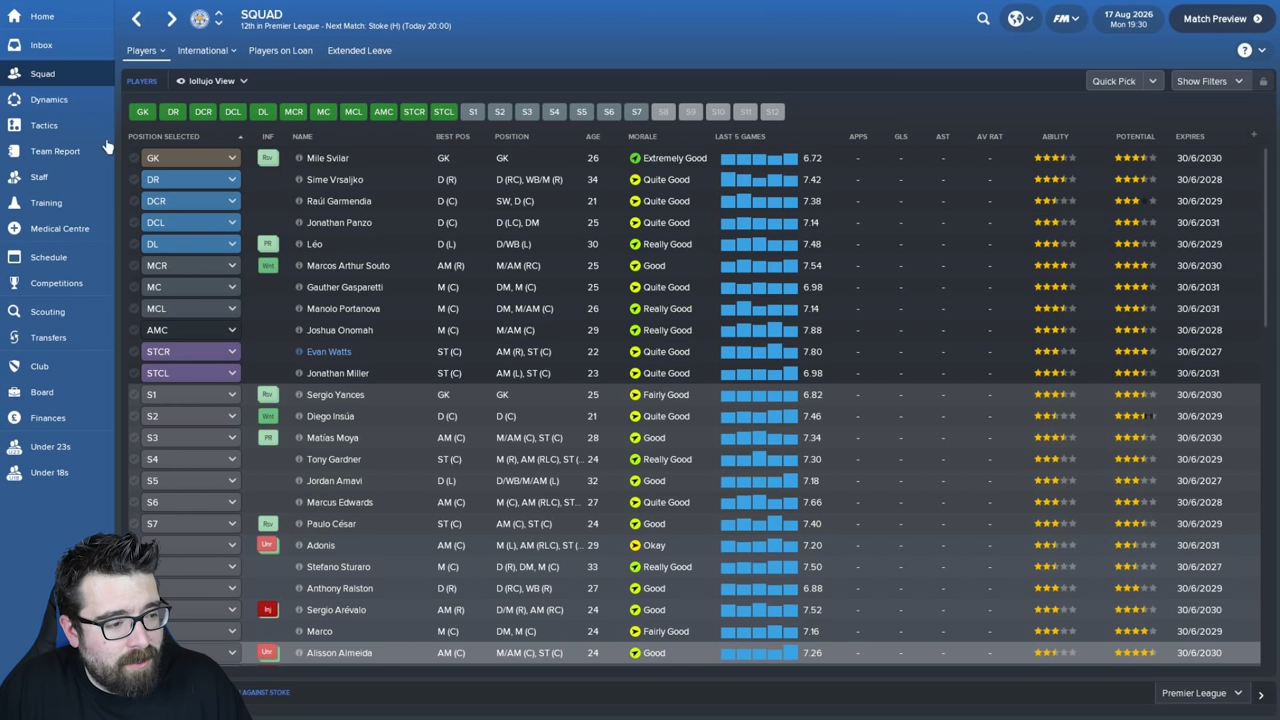 Home
Inbox
Squad
Dynamics
Tactics
Team Report
Staff
Training
Medical Centre
Schedule
Competitions
Scouting
Transfers
Club
Board
Finances
Under 23s
Under 18s
SQUAD
12th in Premier League - Next Match: Stoke (H) (Today 20:00)
FM
17 Aug 2026
Mon 19:30
Match Preview
Players International Players on Loan Extended Leave
?
PLAYERS lollujo View Quick Pick Show Filters
GK DR DCR DCL DL MCR MC MCL AMC STCR STCL S1 S2 S3 S4 S5 S6 S7 S8 S9 S10 S11 S12
POSITION SELECTED INF NAME BEST POS POSITION AGE MORALE LAST 5 GAMES APPS GLS AST AV RAT ABILITY POTENTIAL EXPIRES
GK Rsv Mile Svilar GK GK 26 Extremely Good 6.72 - - - - 30/6/2030
DR Sime Vrsaljko D (R) D (RC), WB/M (R) 34 Quite Good 7.42 - - - - 30/6/2028
DCR Raúl Garmendia D (C) SW, D (C) 21 Quite Good 7.38 - - - - 30/6/2029
DCL Jonathan Panzo D (C) D (LC), DM 25 Quite Good 7.14 - - - - 30/6/2031
DL PR Léo D (L) D/WB (L) 30 Really Good 7.48 - - - - 30/6/2029
MCR Wnt Marcos Arthur Souto AM (R) M/AM (RC) 25 Good 7.54 - - - - 30/6/2030
MC Gauther Gasparetti M (C) DM, M (C) 25 Quite Good 6.98 - - - - 30/6/2031
MCL Manolo Portanova M (C) DM, M/AM (C) 26 Really Good 7.14 - - - - 30/6/2029
AMC Joshua Onomah M (C) M/AM (C) 29 Really Good 7.88 - - - - 30/6/2028
STCR Evan Watts ST (C) AM (R), ST (C) 22 Quite Good 7.80 - - - - 30/6/2027
STCL Jonathan Miller ST (C) AM (L), ST (C) 23 Quite Good 6.98 - - - - 30/6/2031
S1 Rsv Sergio Yances GK GK 25 Fairly Good 6.82 - - - - 30/6/2030
S2 Wnt Diego Insúa D (C) D (C) 21 Quite Good 7.46 - - - - 30/6/2029
S3 PR Matías Moya AM (C) M/AM (C), ST (C) 28 Good 7.34 - - - - 30/6/2030
S4 Tony Gardner ST (C) M (R), AM (RLC), ST (... 24 Really Good 7.30 - - - - 30/6/2029
S5 Jordan Amavi D (L) D/WB/M/AM (L) 32 Good 7.18 - - - - 30/6/2027
S6 Marcus Edwards AM (C) M (C), AM (RLC), ST... 27 Quite Good 7.66 - - - - 30/6/2028
S7 Rsv Paulo César ST (C) AM (C), ST (C) 24 Good 7.40 - - - - 30/6/2029
Unr Adonis AM (C) M (L), AM (RLC), ST (... 29 Okay 7.20 - - - - 30/6/2031
Stefano Sturaro M (C) D (R), DM, M (C) 33 Really Good 7.50 - - - - 30/6/2027
Anthony Ralston D (R) D (RC), WB (R) 27 Good 6.88 - - - - 30/6/2029
Inj Sergio Arévalo AM (R) D/M (R), AM (RC) 24 Good 7.52 - - - - 30/6/2030
Marco M (C) DM, M (C) 24 Fairly Good 7.16 - - - - 30/6/2029
Unr Alisson Almeida AM (C) M/AM (C), ST (C) 24 Good 7.26 - - - - 30/6/2030
AGAINST STOKE Premier League